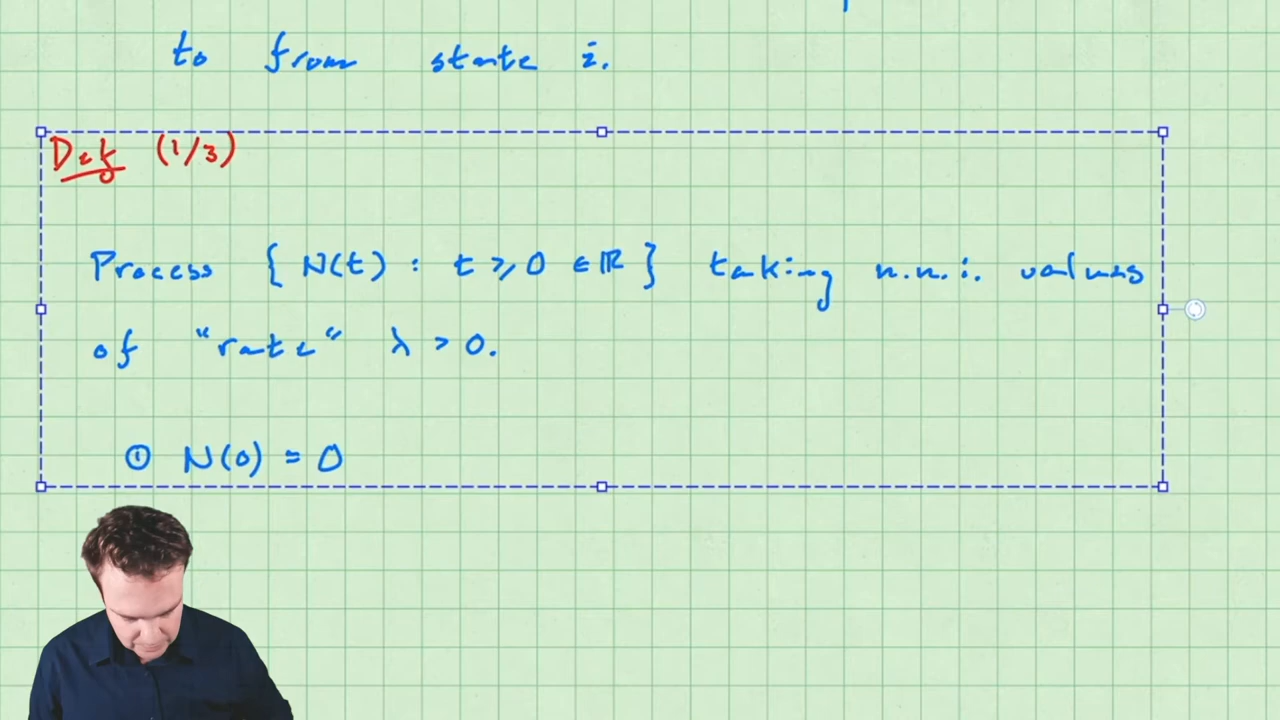 to from state i.
Def (1/3)
Process { N(t) : t ⩾ 0 ∈ ℝ } taking n.n.i. values
of "rate" λ > 0.
① N(0) = 0